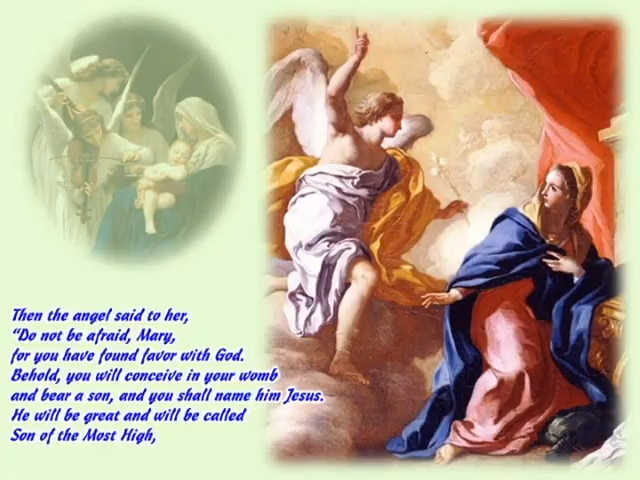 Then the angel said to her,
“Do not be afraid, Mary,
for you have found favor with God.
Behold, you will conceive in your womb
and bear a son, and you shall name him Jesus.
He will be great and will be called
Son of the Most High,